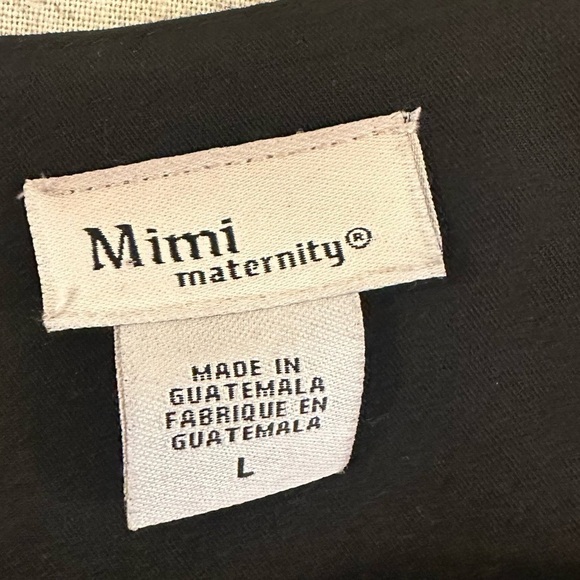 Mimi
maternity®
MADE IN
GUATEMALA
FABRIQUE EN
GUATEMALA
L